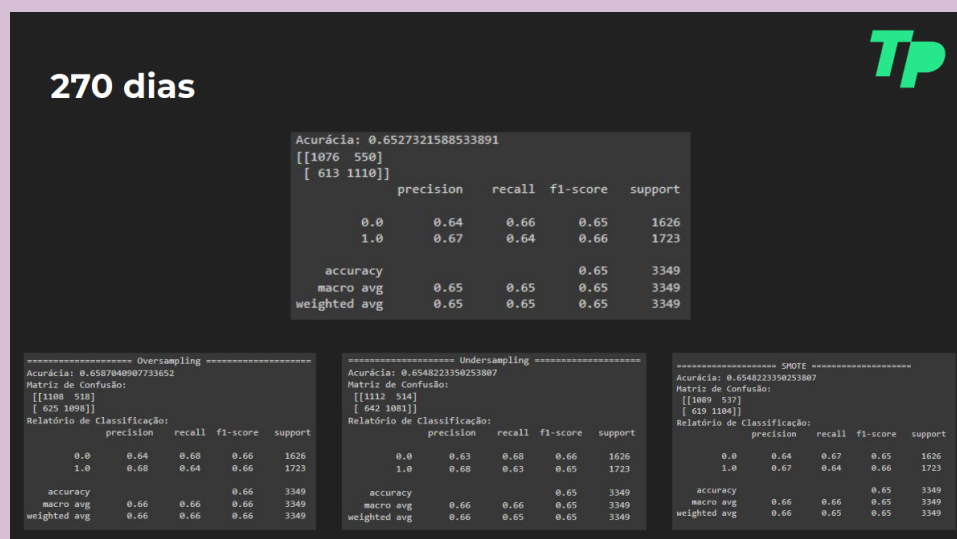 TP
270 dias
Acurácia: 0.6527321588533891
[[1076 550]
[ 613 1110]]
precision recall f1-score support
0.0 0.64 0.66 0.65 1626
1.0 0.67 0.64 0.66 1723
accuracy 0.65 3349
macro avg 0.65 0.65 0.65 3349
weighted avg 0.65 0.65 0.65 3349
==================== Oversampling ====================
Acurácia: 0.6587040907733652
Matriz de Confusão:
[[1108 518]
[ 625 1098]]
Relatório de Classificação:
precision recall f1-score support
0.0 0.64 0.68 0.66 1626
1.0 0.68 0.64 0.66 1723
accuracy 0.66 3349
macro avg 0.66 0.66 0.66 3349
weighted avg 0.66 0.66 0.66 3349
==================== Undersampling ====================
Acurácia: 0.6548223350253807
Matriz de Confusão:
[[1112 514]
[ 642 1081]]
Relatório de Classificação:
precision recall f1-score support
0.0 0.63 0.68 0.66 1626
1.0 0.68 0.63 0.65 1723
accuracy 0.65 3349
macro avg 0.66 0.66 0.65 3349
weighted avg 0.66 0.65 0.65 3349
==================== SMOTE ====================
Acurácia: 0.6548223350253807
Matriz de Confusão:
[[1089 537]
[ 619 1104]]
Relatório de Classificação:
precision recall f1-score support
0.0 0.64 0.67 0.65 1626
1.0 0.67 0.64 0.66 1723
accuracy 0.65 3349
macro avg 0.66 0.66 0.65 3349
weighted avg 0.66 0.65 0.65 3349